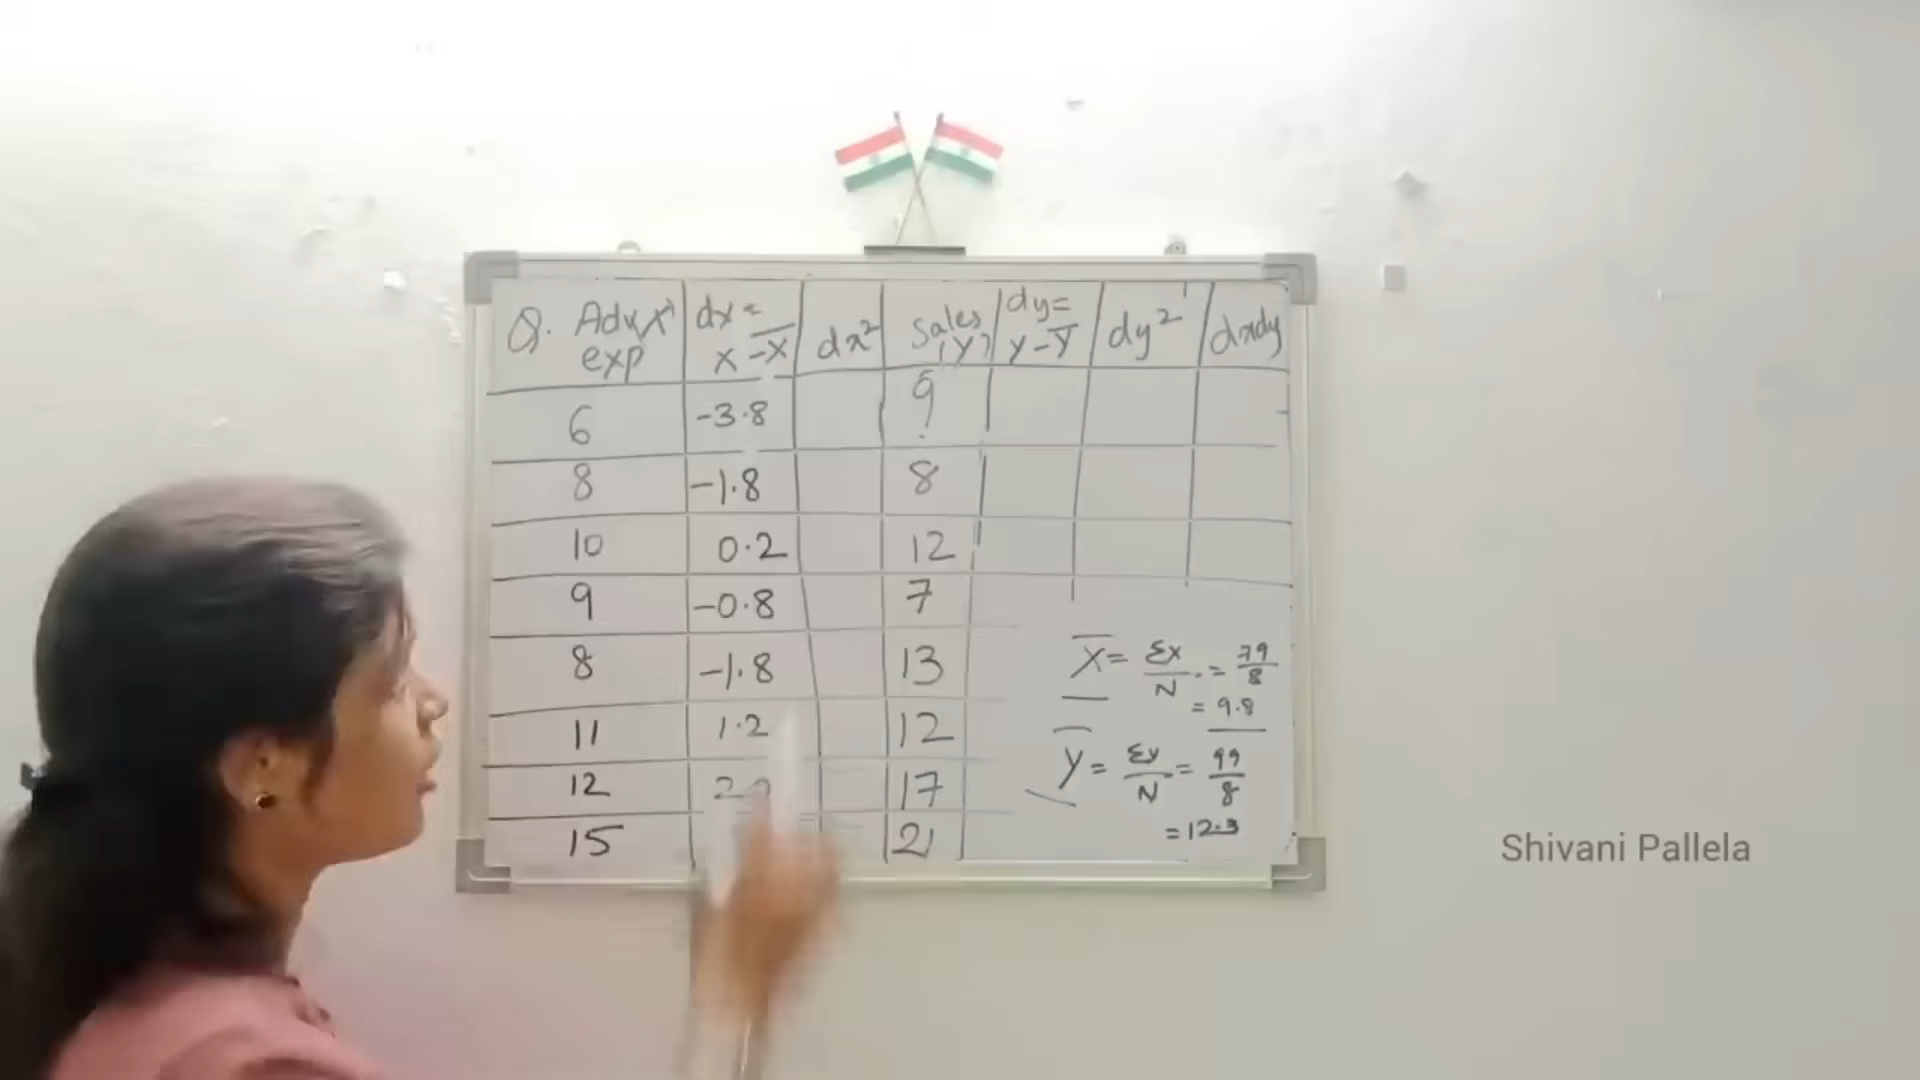 Q. Adv(X) exp | dx = x - x̅ | dx² | Sales (Y) | dy = y - y̅ | dy² | dxdy
6 | -3.8 | | 9
8 | -1.8 | | 8
10 | 0.2 | | 12
9 | -0.8 | | 7
8 | -1.8 | | 13
11 | 1.2 | | 12
12 | | | 17
15 | | | 21
X̅ = Σx/N = 79/8
= 9.8
Y̅ = Σy/N = 99/8
= 12.3
Shivani Pallela